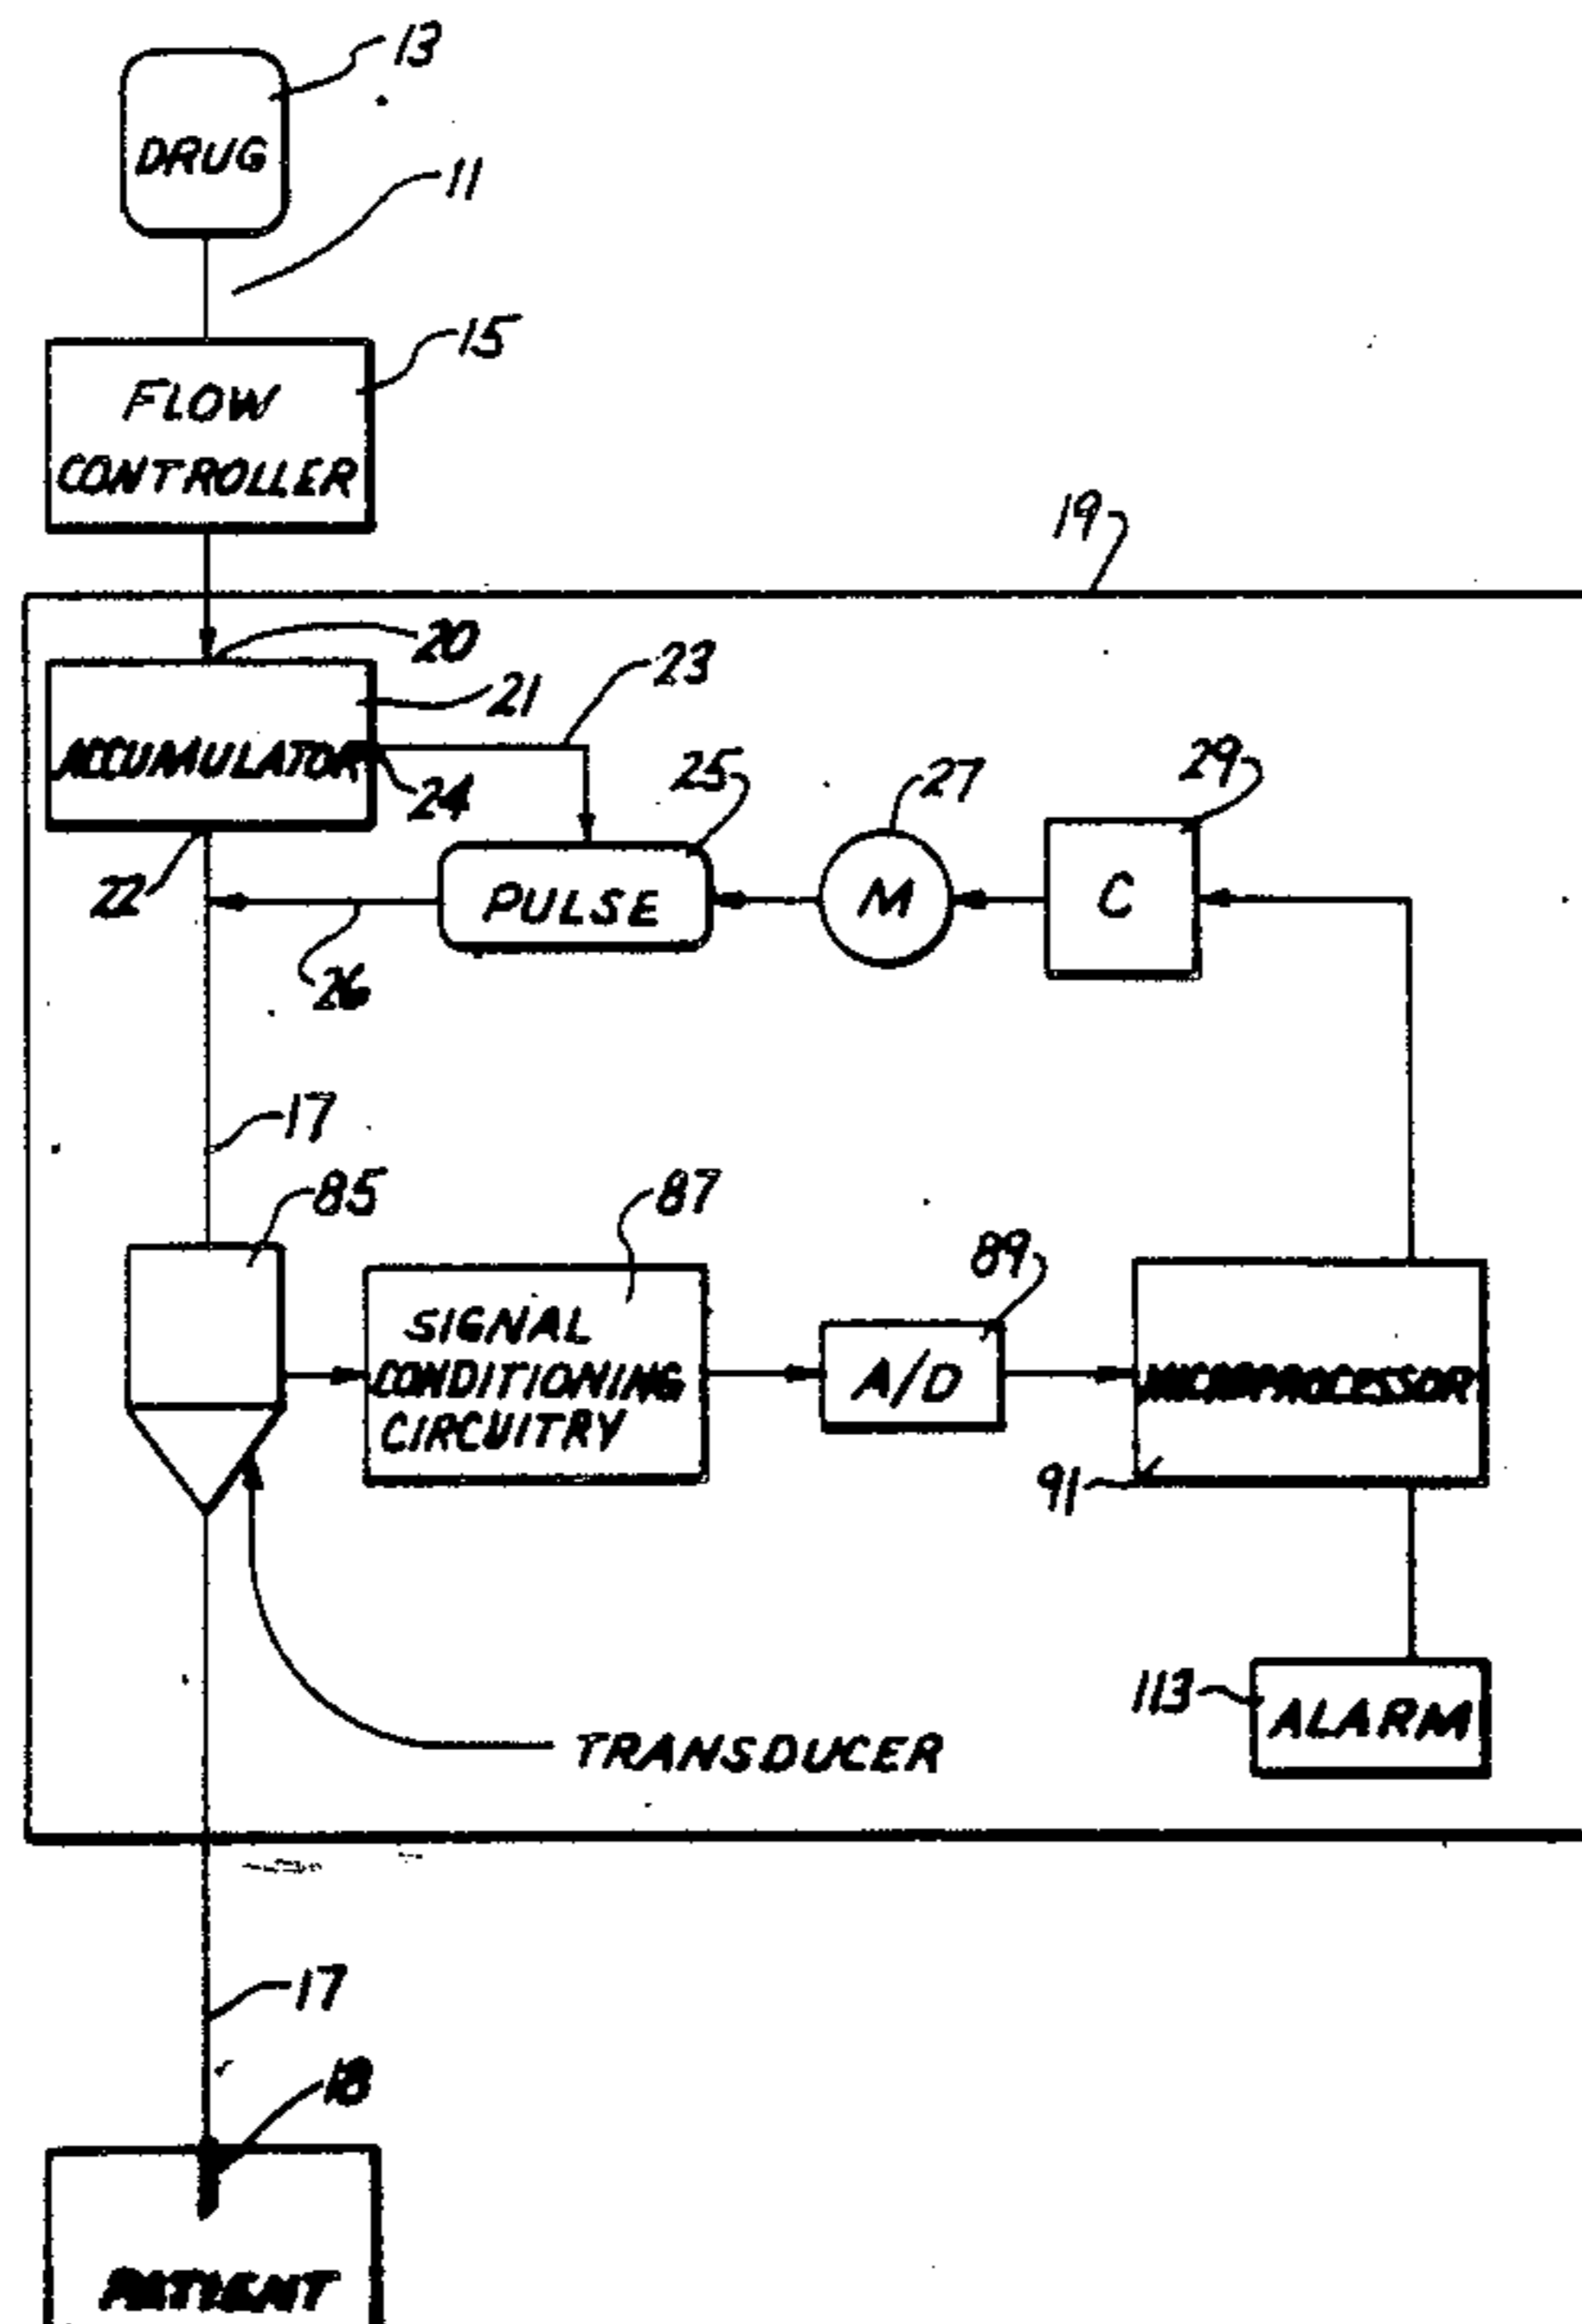 13
DRUG
11
15
FLOW
CONTROLLER
19
20
23
21
ACCUMULATOR
24
25
27
29
22
PULSE
M
C
26
17
85
87
89
SIGNAL
CONDITIONING
CIRCUITRY
A/D
MICROPROCESSOR
91
113
ALARM
TRANSDUCER
17
18
PATIENT